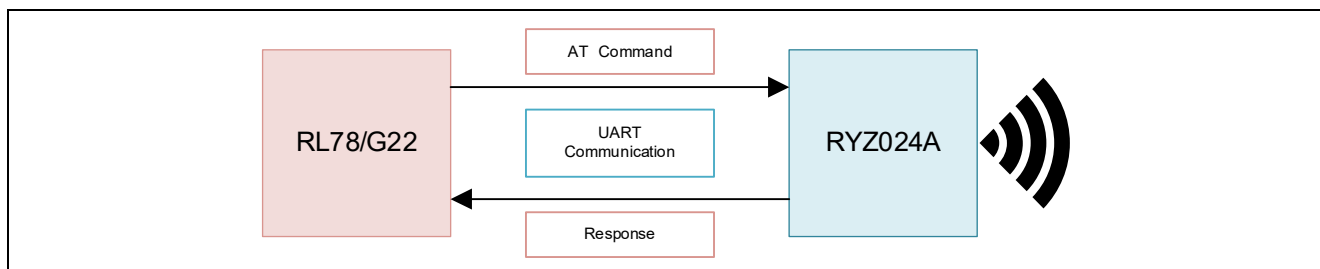 AT Command
RL78/G22
UART
Communication
RYZ024A
Response